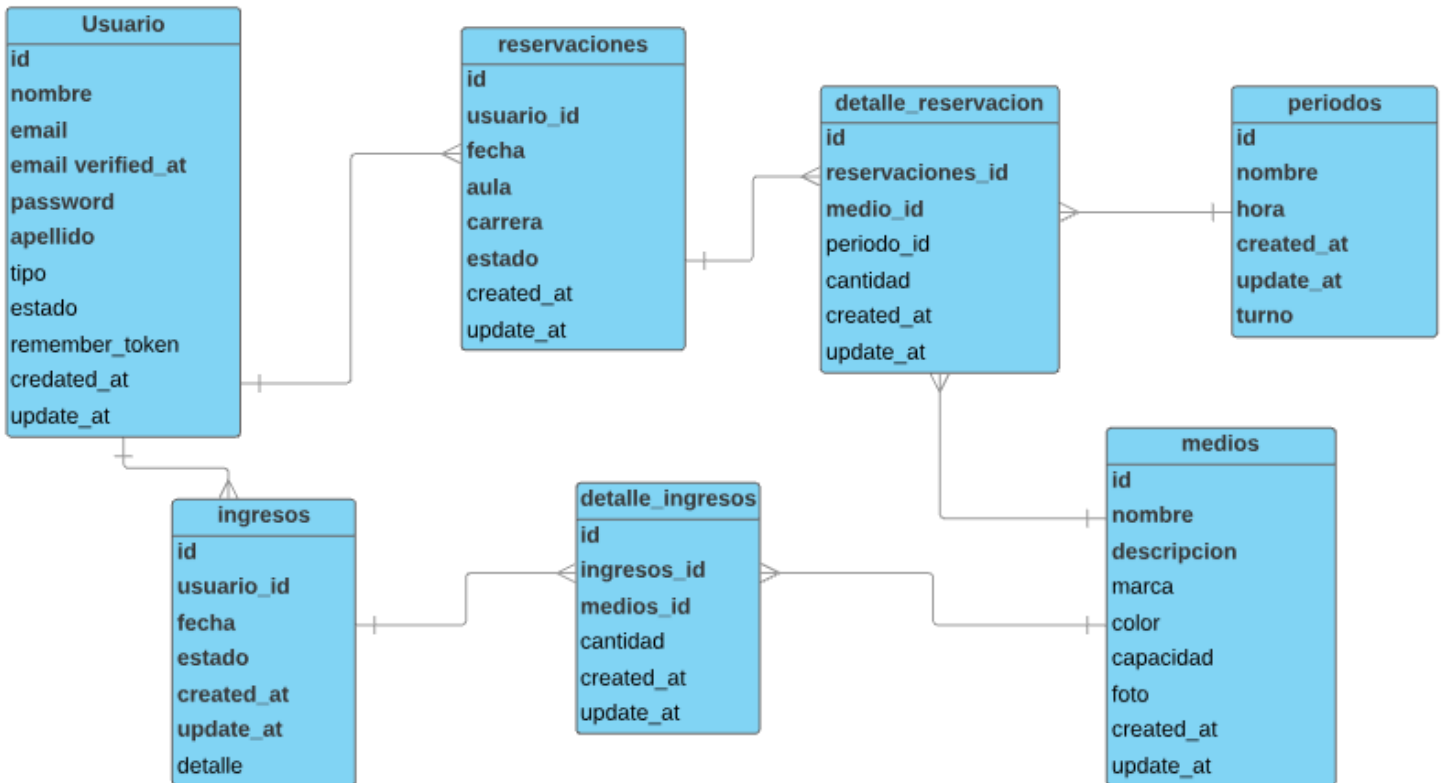 Usuario
id
nombre
email
email verified_at
password
apellido
tipo
estado
remember_token
credated_at
update_at
reservaciones
id
usuario_id
fecha
aula
carrera
estado
created_at
update_at
detalle_reservacion
id
reservaciones_id
medio_id
periodo_id
cantidad
created_at
update_at
periodos
id
nombre
hora
created_at
update_at
turno
ingresos
id
usuario_id
fecha
estado
created_at
update_at
detalle
detalle_ingresos
id
ingresos_id
medios_id
cantidad
created_at
update_at
medios
id
nombre
descripcion
marca
color
capacidad
foto
created_at
update_at